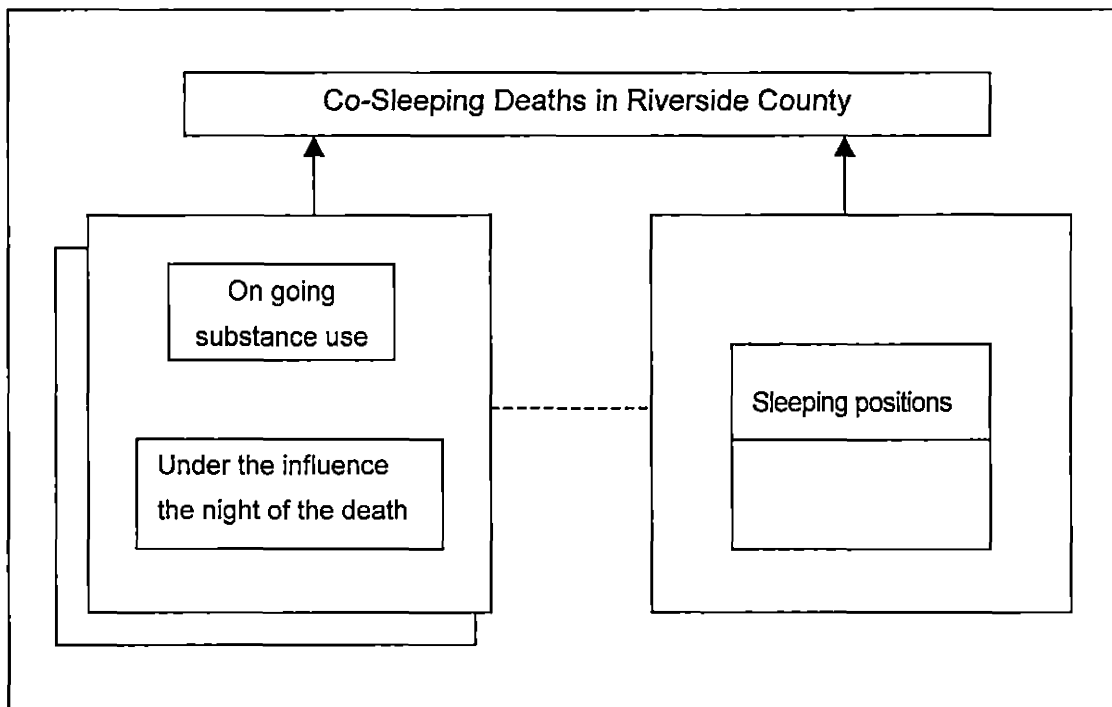 Co-Sleeping Deaths in Riverside County
On going
substance use
Sleeping positions
Under the influence
the night of the death